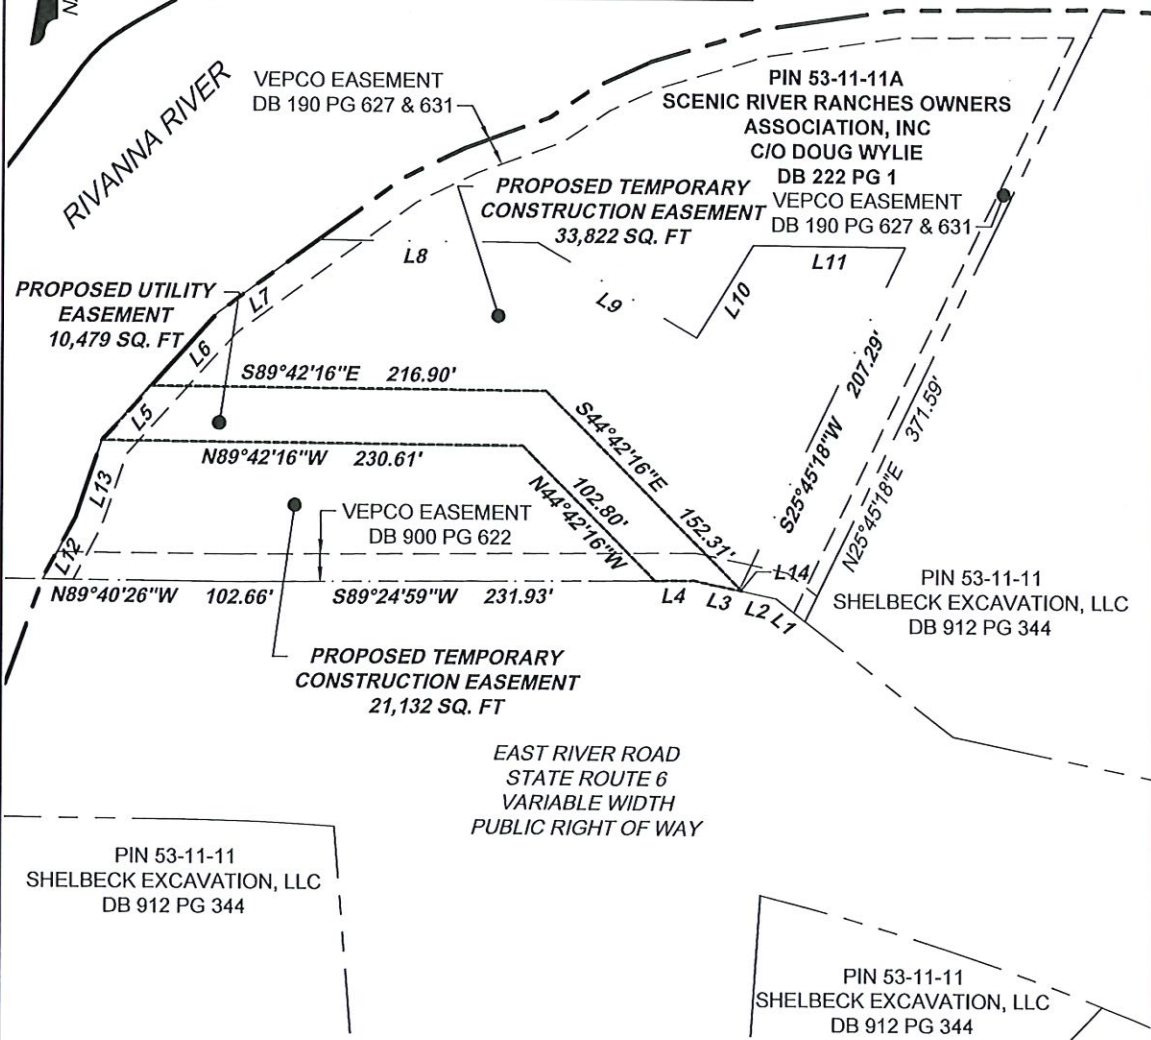 RIVANNA RIVER
VEPCO EASEMENT
DB 190 PG 627 & 631
PIN 53-11-11A
SCENIC RIVER RANCHES OWNERS
ASSOCIATION, INC
C/O DOUG WYLIE
DB 222 PG 1
VEPCO EASEMENT
DB 190 PG 627 & 631
PROPOSED TEMPORARY
CONSTRUCTION EASEMENT
33,822 SQ. FT
L8
L11
PROPOSED UTILITY
EASEMENT
10,479 SQ. FT
L7
L9
L10
L6
S89°42'16"E 216.90'
S25°45'18"W 207.29'
N25°45'18"E 371.59'
L5
S44°42'16"E 152.31'
N89°42'16"W 230.61'
N44°42'16"W 102.80'
L13
VEPCO EASEMENT
DB 900 PG 622
L12
L14
N89°40'26"W 102.66'
S89°24'59"W 231.93'
L4
L3
L2
L1
PIN 53-11-11
SHELBECK EXCAVATION, LLC
DB 912 PG 344
PROPOSED TEMPORARY
CONSTRUCTION EASEMENT
21,132 SQ. FT
EAST RIVER ROAD
STATE ROUTE 6
VARIABLE WIDTH
PUBLIC RIGHT OF WAY
PIN 53-11-11
SHELBECK EXCAVATION, LLC
DB 912 PG 344
PIN 53-11-11
SHELBECK EXCAVATION, LLC
DB 912 PG 344